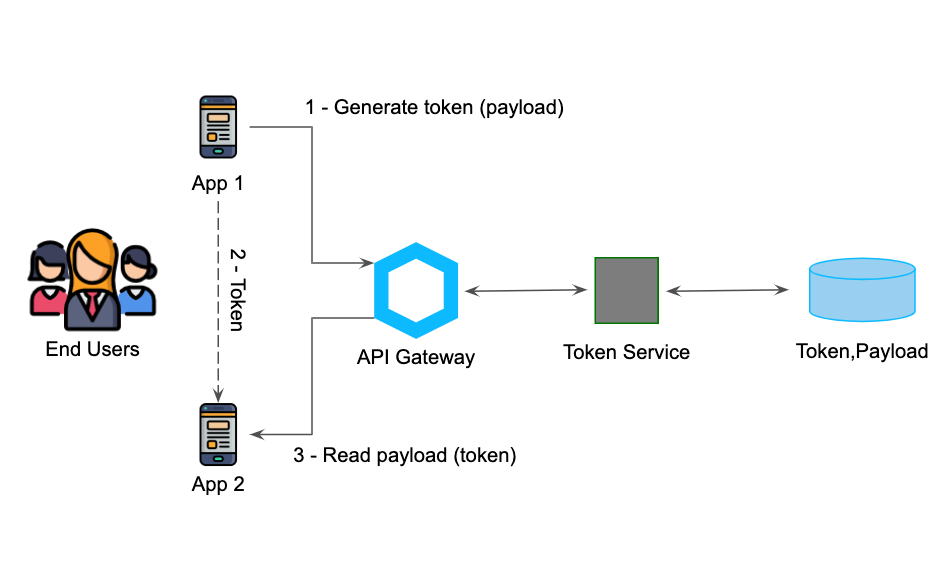 1 - Generate token (payload)
App 1
2 - Token
End Users
API Gateway
Token Service
Token,Payload
3 - Read payload (token)
App 2